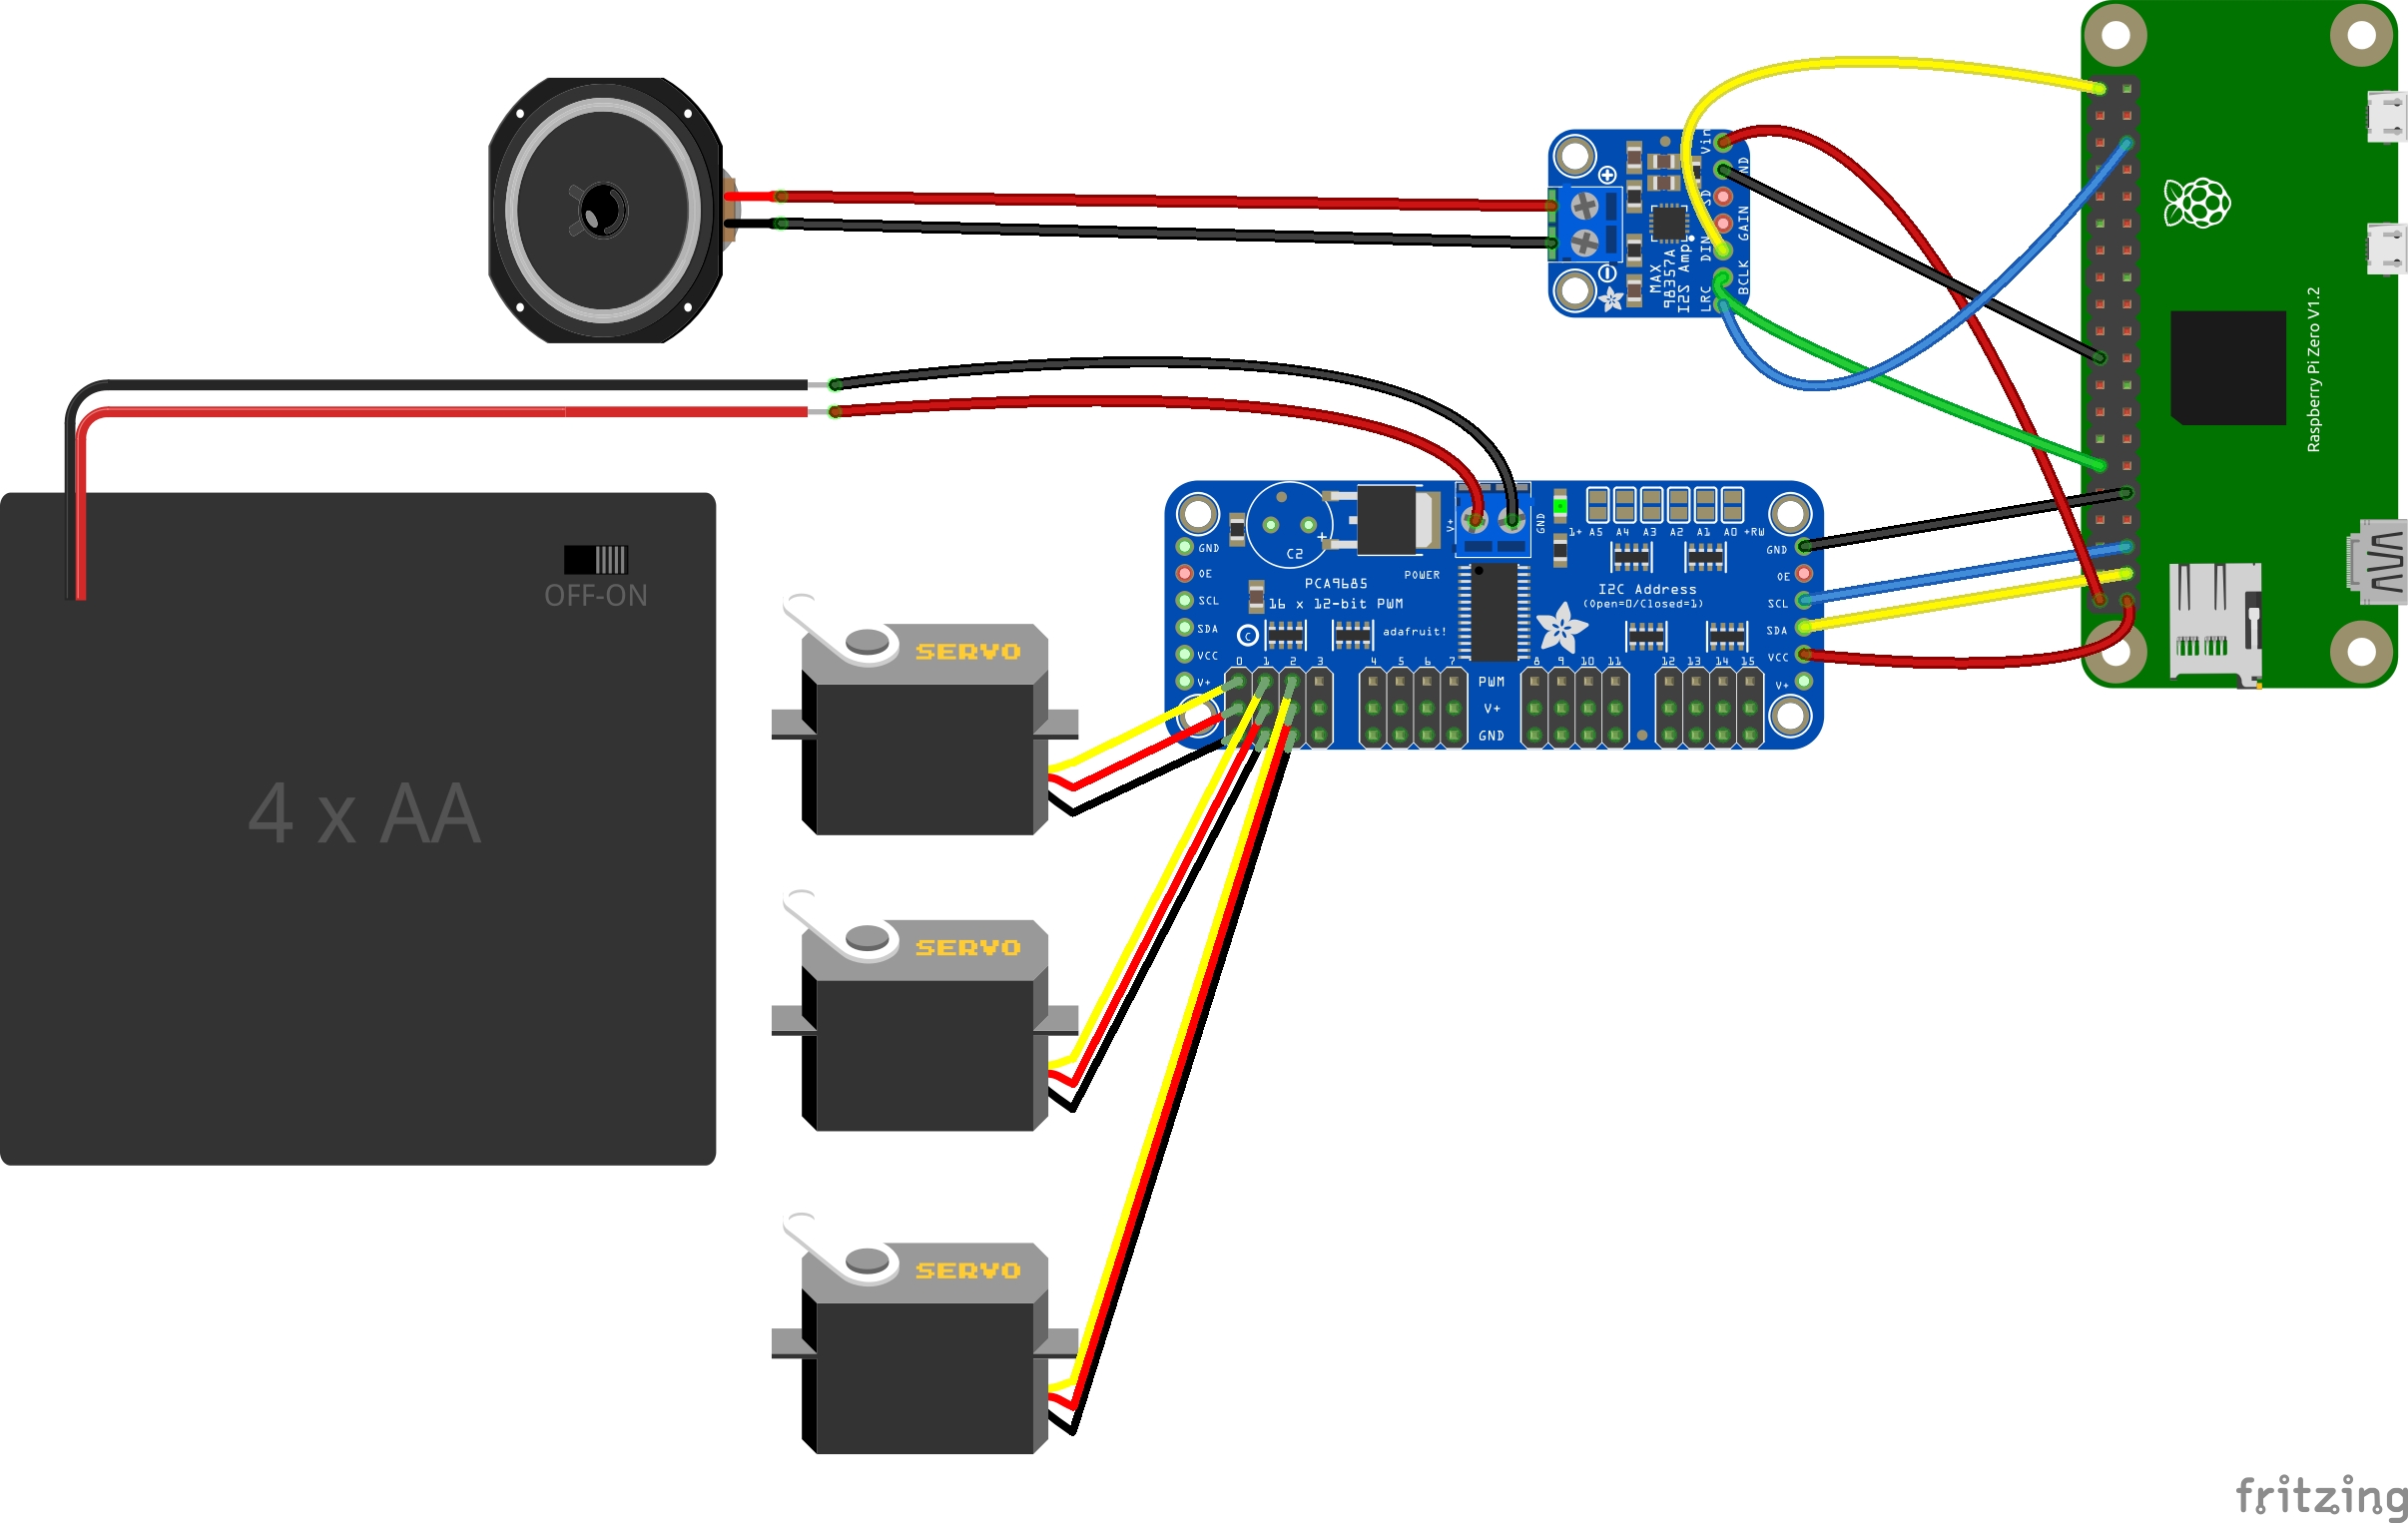 Vin
GND
SD
GAIN
DIN
BCLK
LRC
MAX
98357A
I2S Amp
Raspberry Pi Zero V1.2
OFF-ON
4 x AA
SERVO
SERVO
SERVO
GND
OE
SCL
SDA
VCC
V+
C2
+
V+
GND
POWER
PCA9685
16 x 12-bit PWM
C
adafruit!
1+ A5 A4 A3 A2 A1 A0 +RW
I2C Address
(Open=0/Closed=1)
GND
OE
SCL
SDA
VCC
V+
0 1 2 3 4 5 6 7 8 9 10 11 12 13 14 15
PWM
V+
GND
fritzing